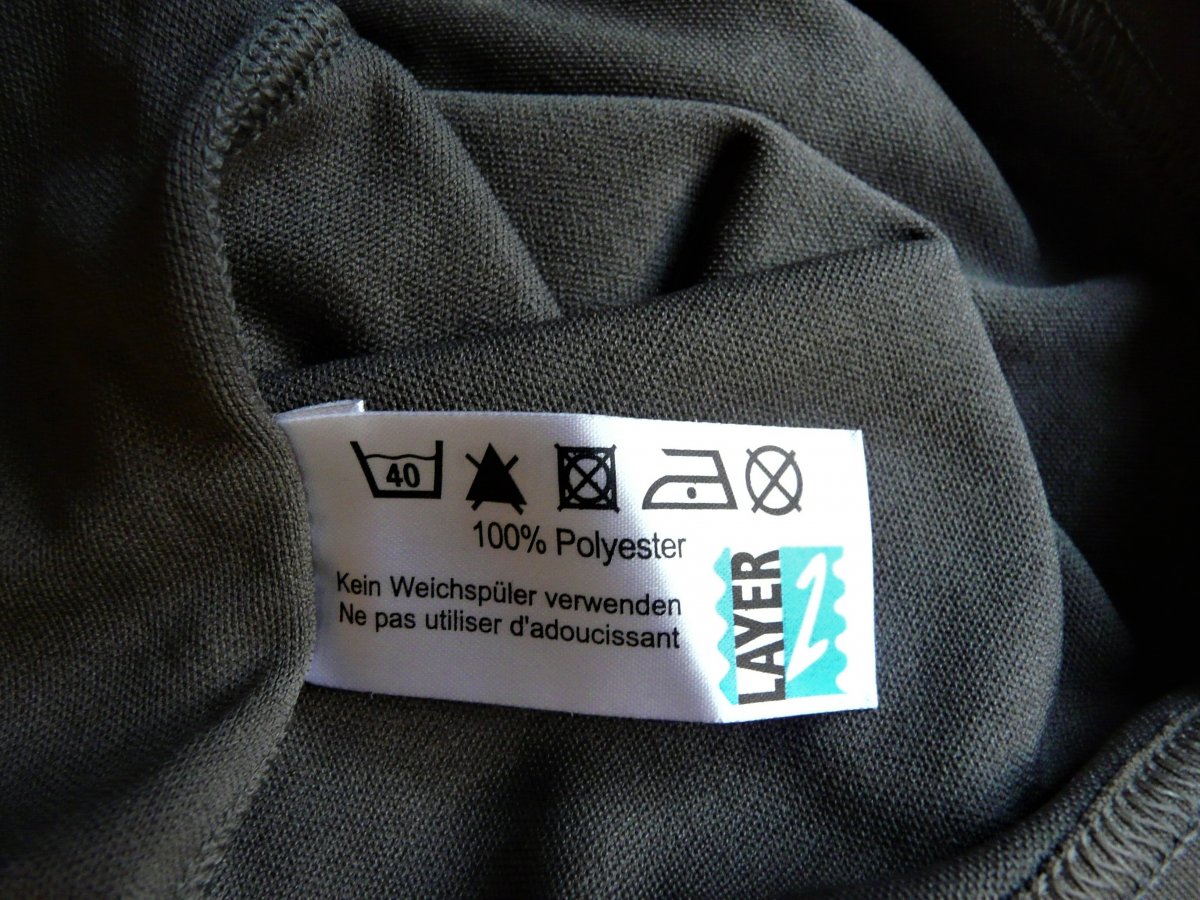 40
100% Polyester
Kein Weichspüler verwenden
Ne pas utiliser d'adoucissant
LAYER 2